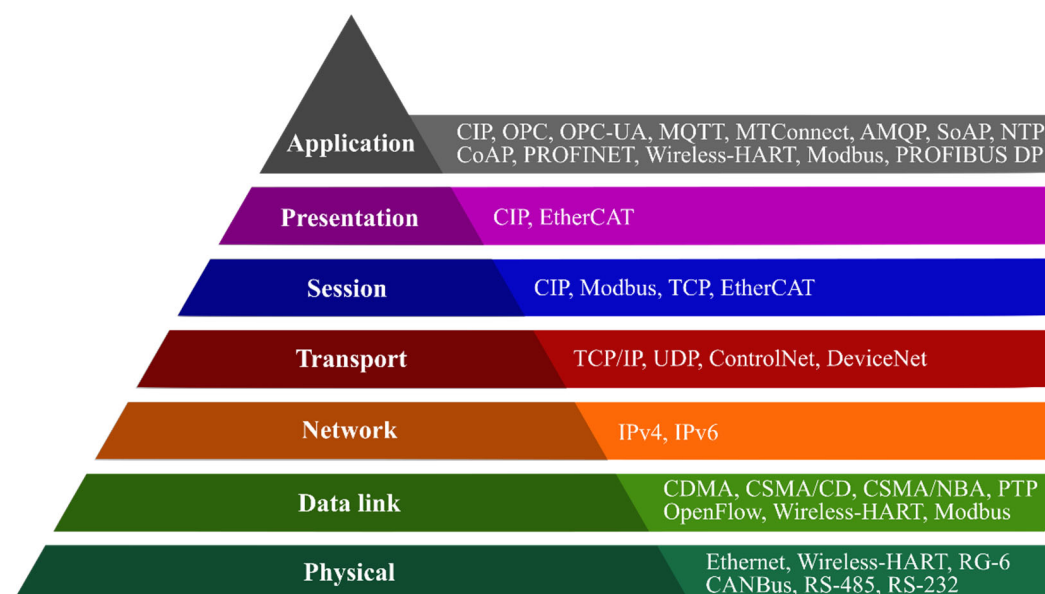 Application
CIP, OPC, OPC-UA, MQTT, MTConnect, AMQP, SoAP, NTP
CoAP, PROFINET, Wireless-HART, Modbus, PROFIBUS DP
Presentation
CIP, EtherCAT
Session
CIP, Modbus, TCP, EtherCAT
Transport
TCP/IP, UDP, ControlNet, DeviceNet
Network
IPv4, IPv6
Data link
CDMA, CSMA/CD, CSMA/NBA, PTP
OpenFlow, Wireless-HART, Modbus
Physical
Ethernet, Wireless-HART, RG-6
CANBus, RS-485, RS-232